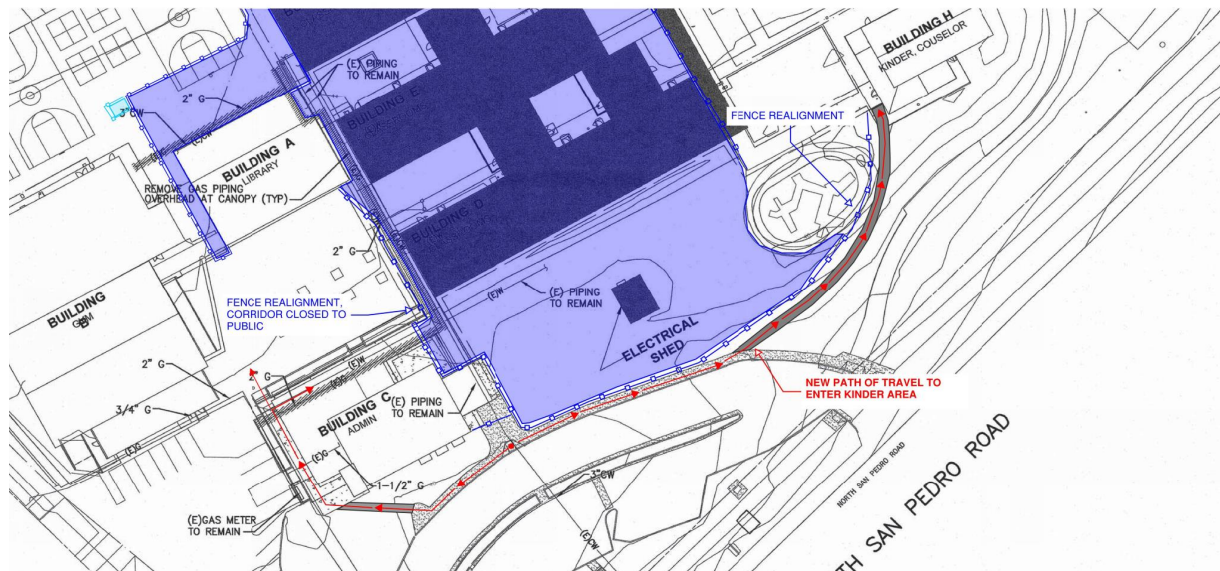 BUILDING H
KINDER, COUSELOR
(E) PIPING
TO REMAIN
2" G
3"CW
BUILDING E
FENCE REALIGNMENT
BUILDING A
LIBRARY
REMOVE GAS PIPING
OVERHEAD AT CANOPY (TYP)
BUILDING D
2" G
(E)W
(E) PIPING
TO REMAIN
FENCE REALIGNMENT,
CORRIDOR CLOSED TO
PUBLIC
BUILDING
GYM
ELECTRICAL
SHED
2" G
(E)W
2" G
(E)G
3/4" G
BUILDING C
ADMIN
(E) PIPING
TO REMAIN
NEW PATH OF TRAVEL TO
ENTER KINDER AREA
(E)G
(E)G
1-1/2" G
3"CW
(E)GAS METER
TO REMAIN
(E)CW
NORTH SAN PEDRO ROAD
TH SAN PEDRO ROAD